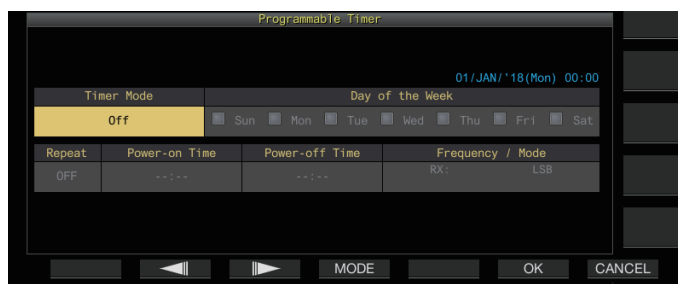 Programmable Timer
01/JAN/'18(Mon) 00:00
Timer Mode Day of the Week
Off Sun Mon Tue Wed Thu Fri Sat
Repeat Power-on Time Power-off Time Frequency / Mode
OFF --:-- --:-- RX: LSB
MODE OK CANCEL